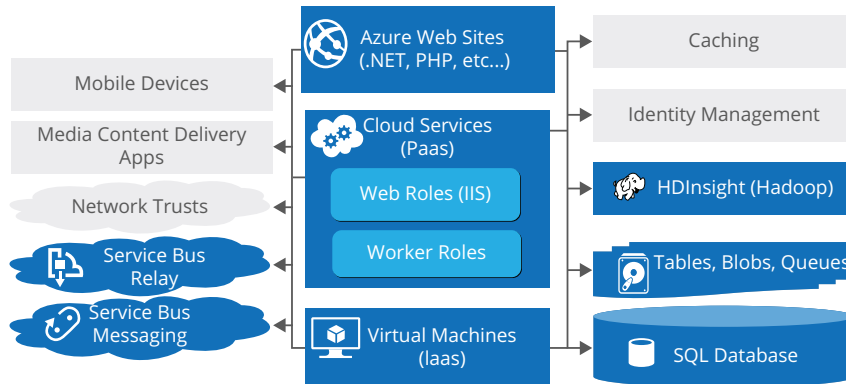 Azure Web Sites
(.NET, PHP, etc...)
Caching
Mobile Devices
Identity Management
Media Content Delivery
Apps
Cloud Services
(Paas)
Web Roles (IIS)
HDInsight (Hadoop)
Network Trusts
Worker Roles
Service Bus
Relay
Tables, Blobs, Queues
Service Bus
Messaging
Virtual Machines
(Iaas)
SQL Database